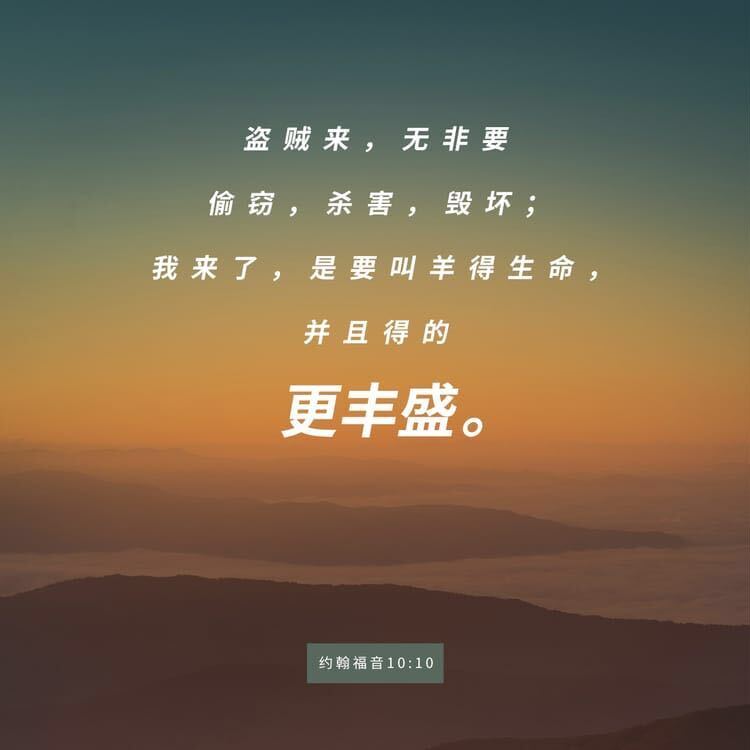 盗贼来，无非要
偷窃，杀害，毁坏；
我来了，是要叫羊得生命，
并且得的
更丰盛。
约翰福音10:10